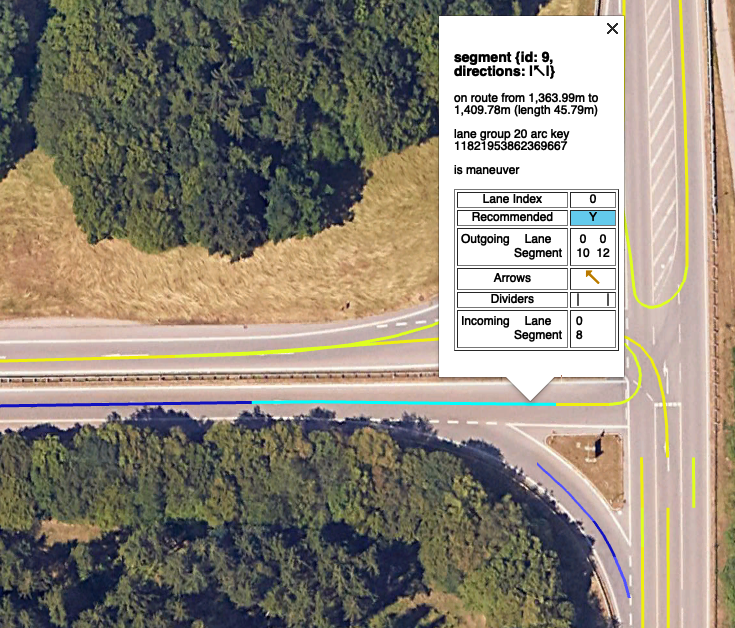 ×
segment {id: 9,
directions: |↖|}
on route from 1,363.99m to
1,409.78m (length 45.79m)
lane group 20 arc key
11821953862369667
is maneuver
Lane Index 0
Recommended Y
Outgoing Lane 0 0
Segment 10 12
Arrows ↖
Dividers | |
Incoming Lane 0
Segment 8